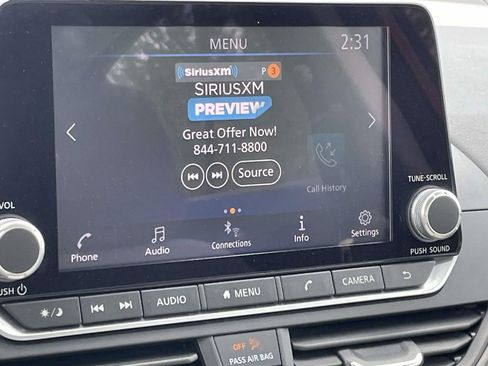 MENU 2:31
SiriusXM P 3
SIRIUSXM
PREVIEW
Great Offer Now!
844-711-8800
Source
Call History
VOL
TUNE-SCROLL
Phone Audio Connections Info Settings
PUSH
PUSH SOUND
AUDIO MENU CAMERA
OFF
PASS AIR BAG